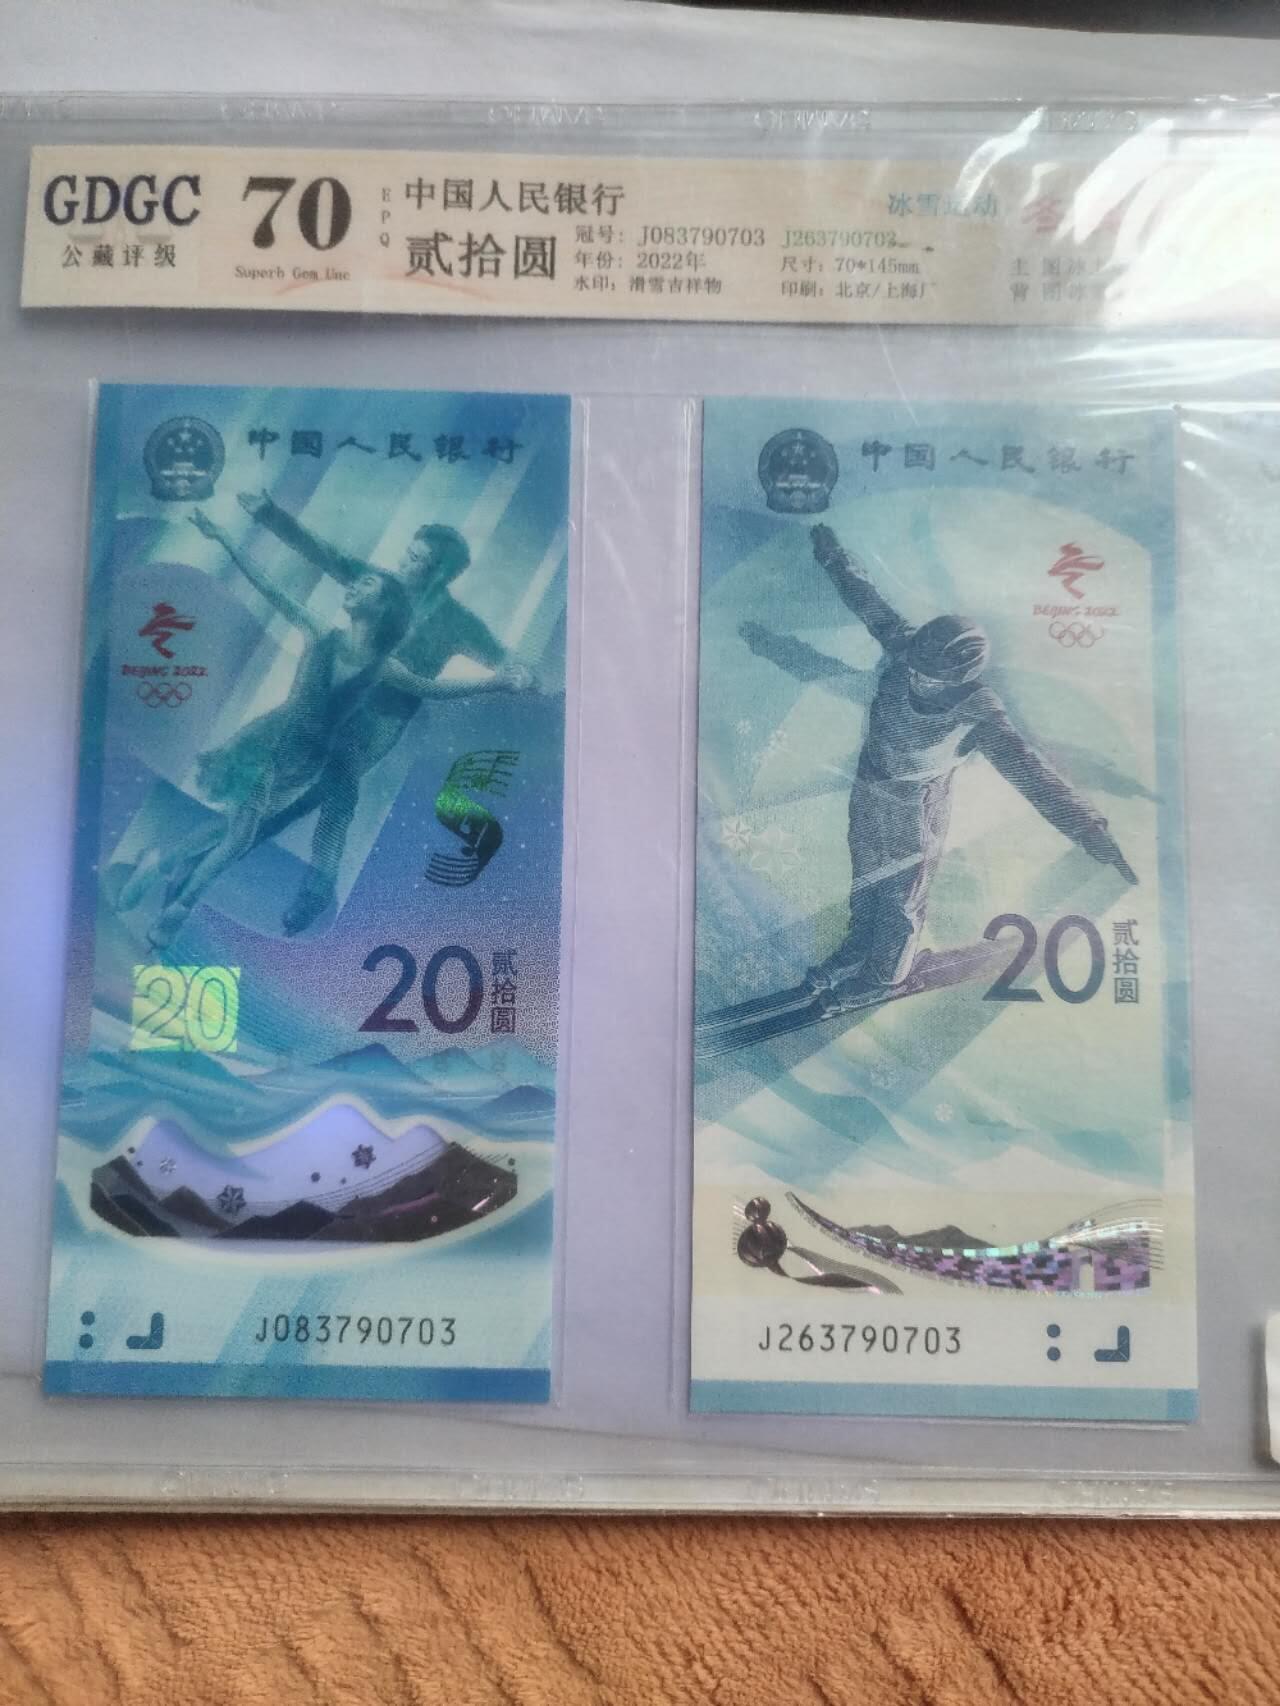 GDGC
公藏评级
70
EPQ
Superb Gem Unc
中国人民银行
贰拾圆
冠号: J083790703 J263790703
年份: 2022年
尺寸: 70*145mm
水印: 滑雪吉祥物
印刷: 北京/上海厂
冰雪运动
主 图
背 图
中国人民银行
BEIJING 2022
20
20
贰拾圆
J083790703
中国人民银行
BEIJING 2022
20
贰拾圆
J263790703